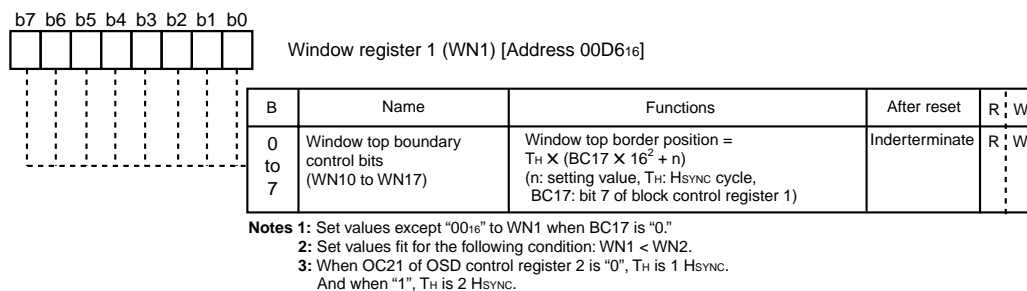 b7 b6 b5 b4 b3 b2 b1 b0
Window register 1 (WN1) [Address 00D6₁₆]
B Name Functions After reset R W
0 to 7
Window top boundary control bits (WN10 to WN17)
Window top border position =
TH X (BC17 X 16² + n)
(n: setting value, TH: HSYNC cycle,
BC17: bit 7 of block control register 1)
Inderterminate R W
Notes 1: Set values except “00₁₆” to WN1 when BC17 is “0.”
2: Set values fit for the following condition: WN1 < WN2.
3: When OC21 of OSD control register 2 is “0”, TH is 1 HSYNC.
And when “1”, TH is 2 HSYNC.